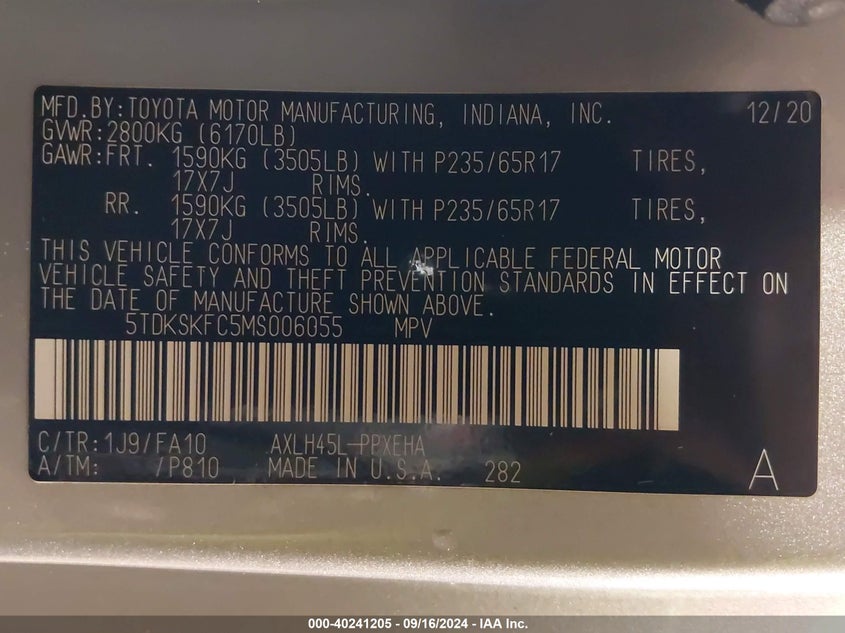 MFD.BY:TOYOTA MOTOR MANUFACTURING, INDIANA, INC. 12/20
GVWR:2800KG (6170LB)
GAWR:FRT. 1590KG (3505LB) WITH P235/65R17 TIRES,
17X7J RIMS.
RR. 1590KG (3505LB) WITH P235/65R17 TIRES,
17X7J RIMS.
THIS VEHICLE CONFORMS TO ALL APPLICABLE FEDERAL MOTOR
VEHICLE SAFETY AND THEFT PREVENTION STANDARDS IN EFFECT ON
THE DATE OF MANUFACTURE SHOWN ABOVE.
5TDKSKFC5MS006055 MPV
C/TR:1J9/FA10 AXLH45L-PPXEHA
A/TM: /P810 MADE IN U.S.A. 282 A
000-40241205 - 09/16/2024 - IAA Inc.